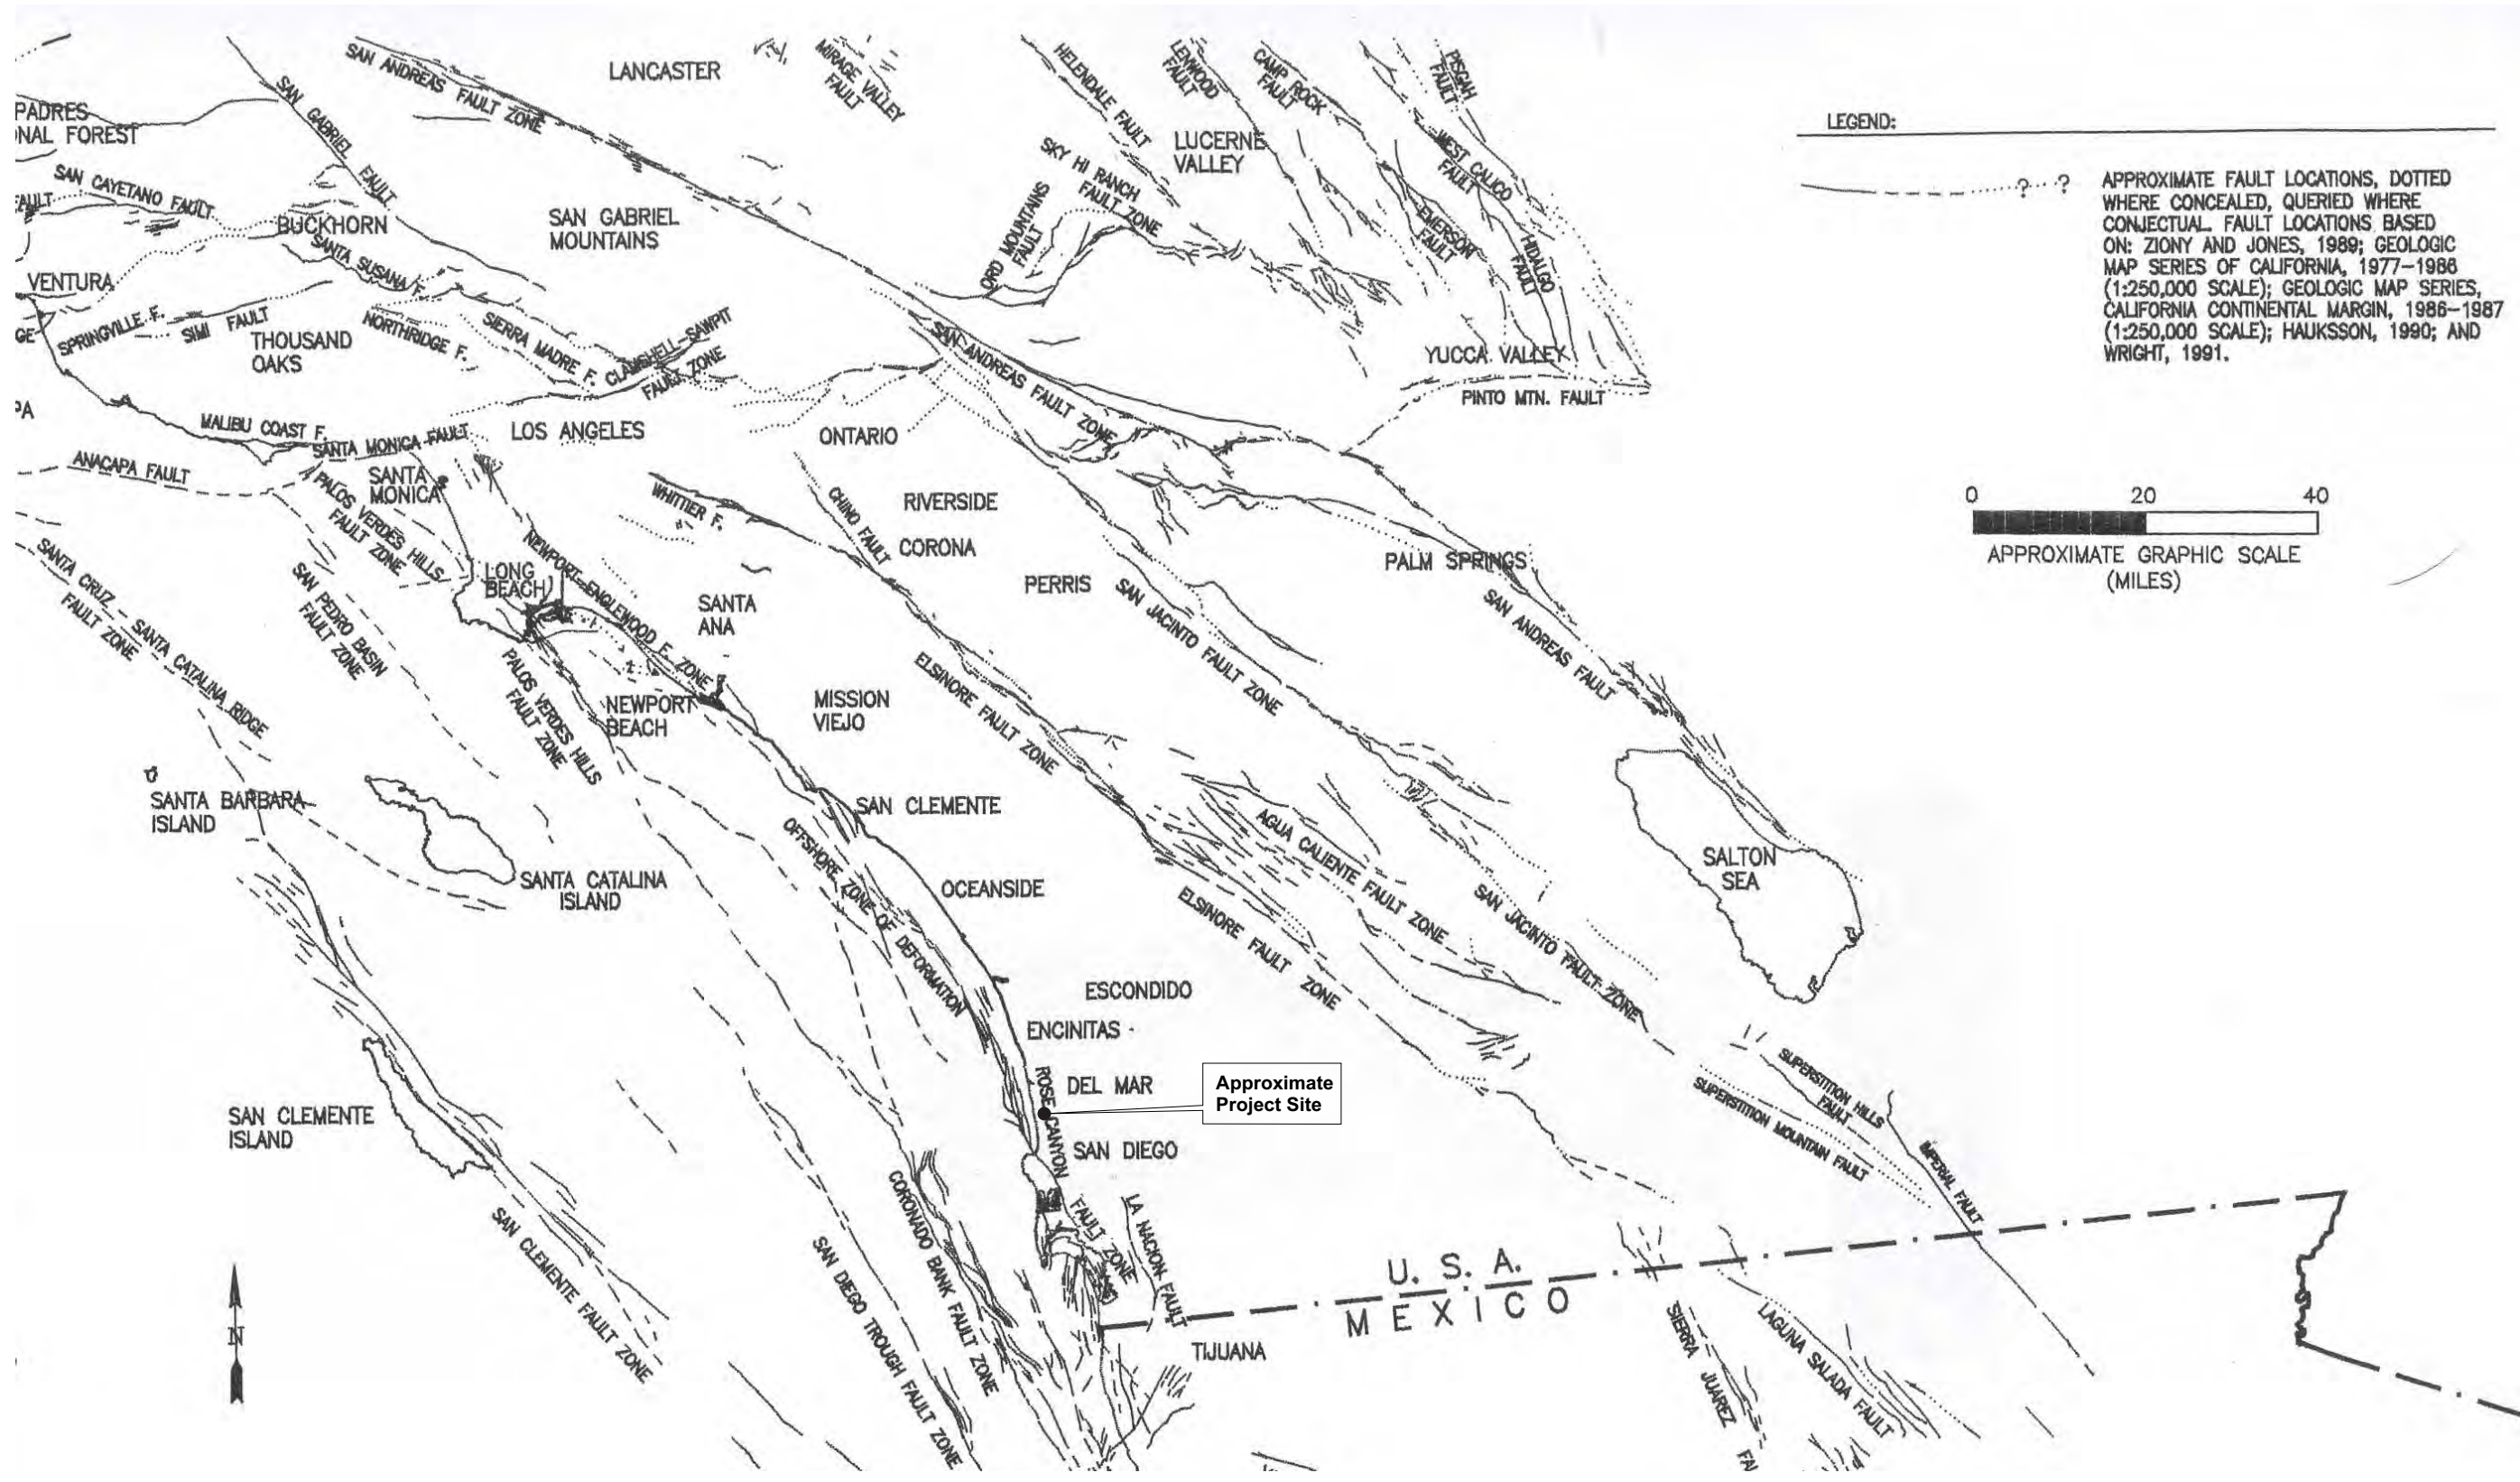 SAN ANDREAS FAULT ZONE
LANCASTER
MIRAGE VALLEY
FAULT
HELENDALE FAULT
LENWOOD
FAULT
CAMP ROCK
FAULT
PISGAH
FAULT
PADRES
NAL FOREST
SAN GABRIEL FAULT
LUCERNE
VALLEY
WEST CALICO
FAULT
SKY HI RANCH
FAULT ZONE
SAN CAYETANO FAULT
FAULT
BUCKHORN
SAN GABRIEL
MOUNTAINS
ORD MOUNTAINS
FAULT
EMERSON
FAULT
HIDALGO
FAULT
SANTA SUSANA F.
VENTURA
GE
SPRINGVILLE F.
SIMI FAULT
THOUSAND
OAKS
NORTHRIDGE F.
SIERRA MADRE F.
CLAMSHELL-SAWPIT
FAULT ZONE
SAN ANDREAS FAULT ZONE
YUCCA VALLEY
PINTO MTN. FAULT
PA
MALIBU COAST F.
SANTA MONICA FAULT
LOS ANGELES
ONTARIO
ANACAPA FAULT
SANTA
MONICA
PALOS VERDES HILLS
FAULT ZONE
WHITTIER F.
CHINO FAULT
RIVERSIDE
CORONA
PERRIS
PALM SPRINGS
SANTA CRUZ - SANTA CATALINA RIDGE
FAULT ZONE
SAN PEDRO BASIN
FAULT ZONE
LONG
BEACH
NEWPORT-ENGLEWOOD F. ZONE
SANTA
ANA
SAN JACINTO FAULT ZONE
SAN ANDREAS FAULT
PALOS VERDES HILLS
FAULT ZONE
NEWPORT
BEACH
MISSION
VIEJO
ELSINORE FAULT ZONE
SANTA BARBARA
ISLAND
SANTA CATALINA
ISLAND
SAN CLEMENTE
OFFSHORE ZONE OF DEFORMATION
OCEANSIDE
AGUA CALIENTE FAULT ZONE
SAN JACINTO FAULT ZONE
ELSINORE FAULT ZONE
SALTON
SEA
ESCONDIDO
ENCINITAS
DEL MAR
Approximate
Project Site
ROSE CANYON FAULT ZONE
SAN DIEGO
SAN CLEMENTE
ISLAND
SAN CLEMENTE FAULT ZONE
SAN DIEGO TROUGH FAULT ZONE
CORONADO BANK FAULT ZONE
LA NACION FAULT
SUPERSTITION HILLS
FAULT
SUPERSTITION MOUNTAIN FAULT
IMPERIAL FAULT
U. S. A.
MEXICO
TIJUANA
SIERRA JUAREZ FA
LAGUNA SALADA FAULT
N
LEGEND:
? ?
APPROXIMATE FAULT LOCATIONS, DOTTED
WHERE CONCEALED, QUERIED WHERE
CONJECTUAL. FAULT LOCATIONS BASED
ON: ZIONY AND JONES, 1989; GEOLOGIC
MAP SERIES OF CALIFORNIA, 1977-1986
(1:250,000 SCALE); GEOLOGIC MAP SERIES,
CALIFORNIA CONTINENTAL MARGIN, 1986-1987
(1:250,000 SCALE); HAUKSSON, 1990; AND
WRIGHT, 1991.
0 20 40
APPROXIMATE GRAPHIC SCALE
(MILES)